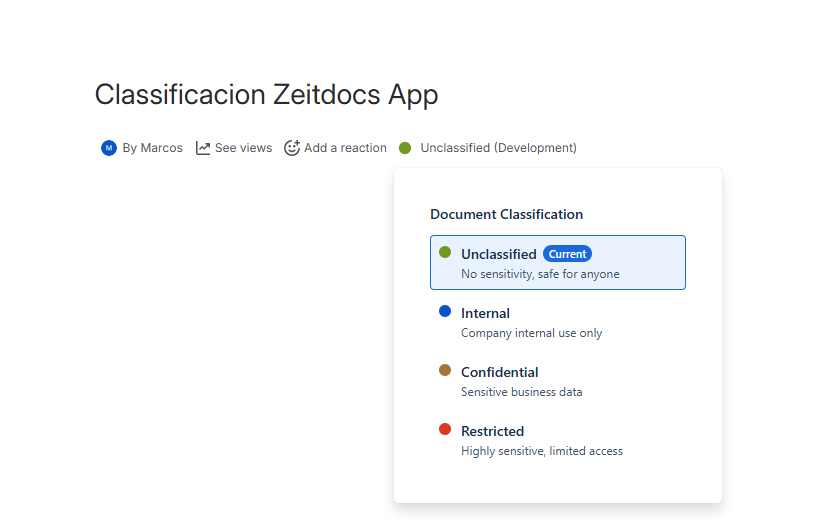 Classificacion Zeitdocs App
M By Marcos See views Add a reaction Unclassified (Development)
Document Classification
Unclassified Current
No sensitivity, safe for anyone
Internal
Company internal use only
Confidential
Sensitive business data
Restricted
Highly sensitive, limited access